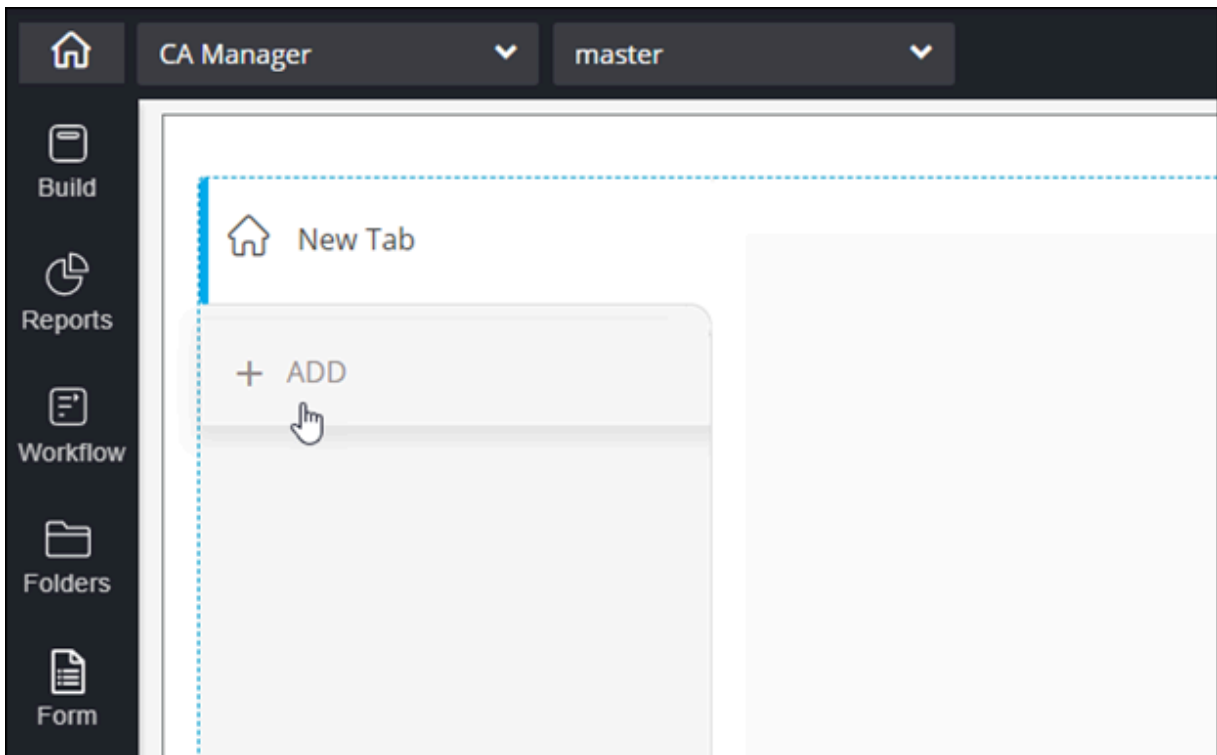 CA Manager
master
Build
New Tab
Reports
+ ADD
Workflow
Folders
Form